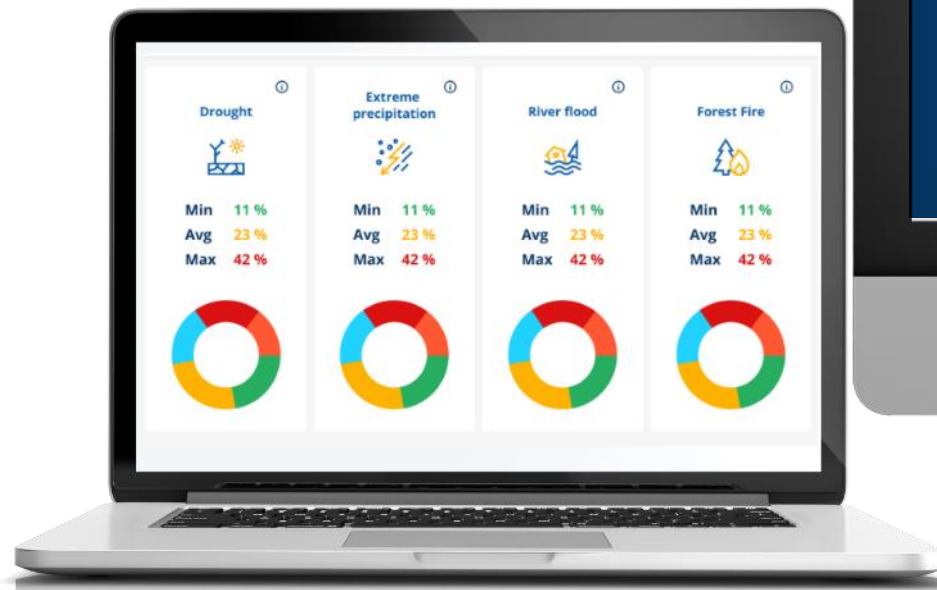 Drought
Min 11 %
Avg 23 %
Max 42 %
Extreme
precipitation
Min 11 %
Avg 23 %
Max 42 %
River flood
Min 11 %
Avg 23 %
Max 42 %
Forest Fire
Min 11 %
Avg 23 %
Max 42 %